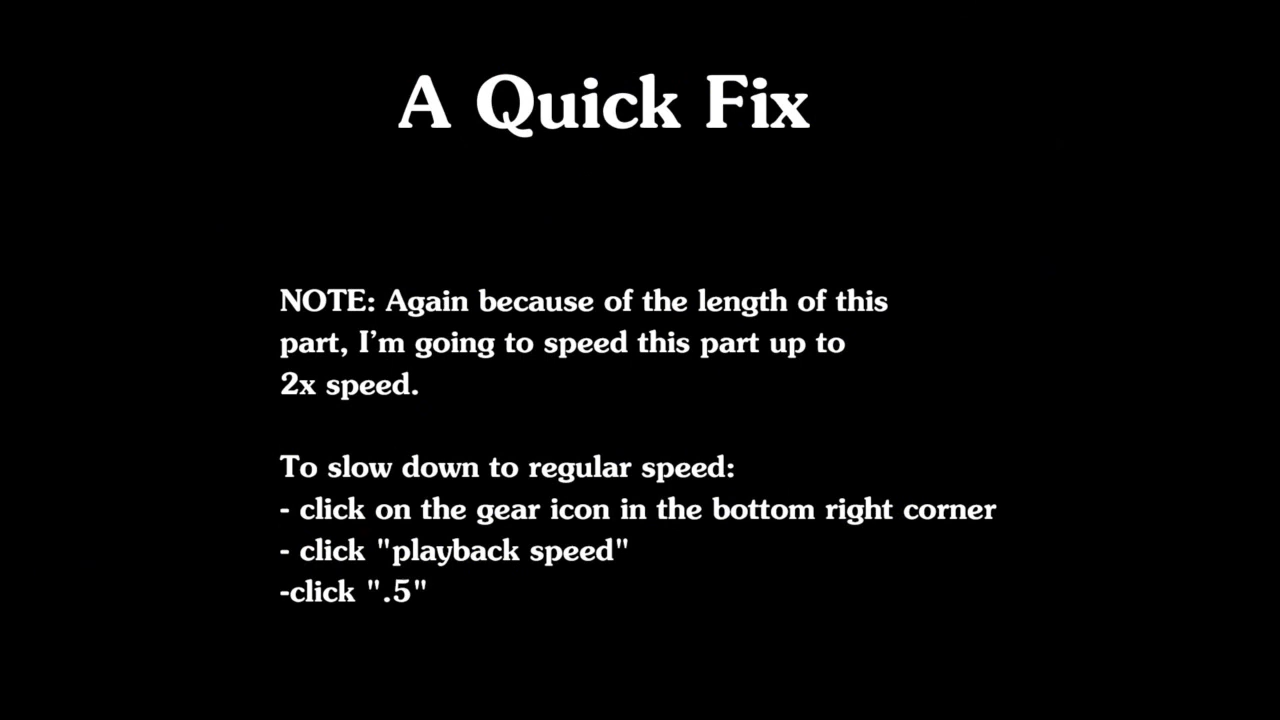 A Quick Fix
NOTE: Again because of the length of this
part, I'm going to speed this part up to
2x speed.
To slow down to regular speed:
- click on the gear icon in the bottom right corner
- click "playback speed"
-click ".5"